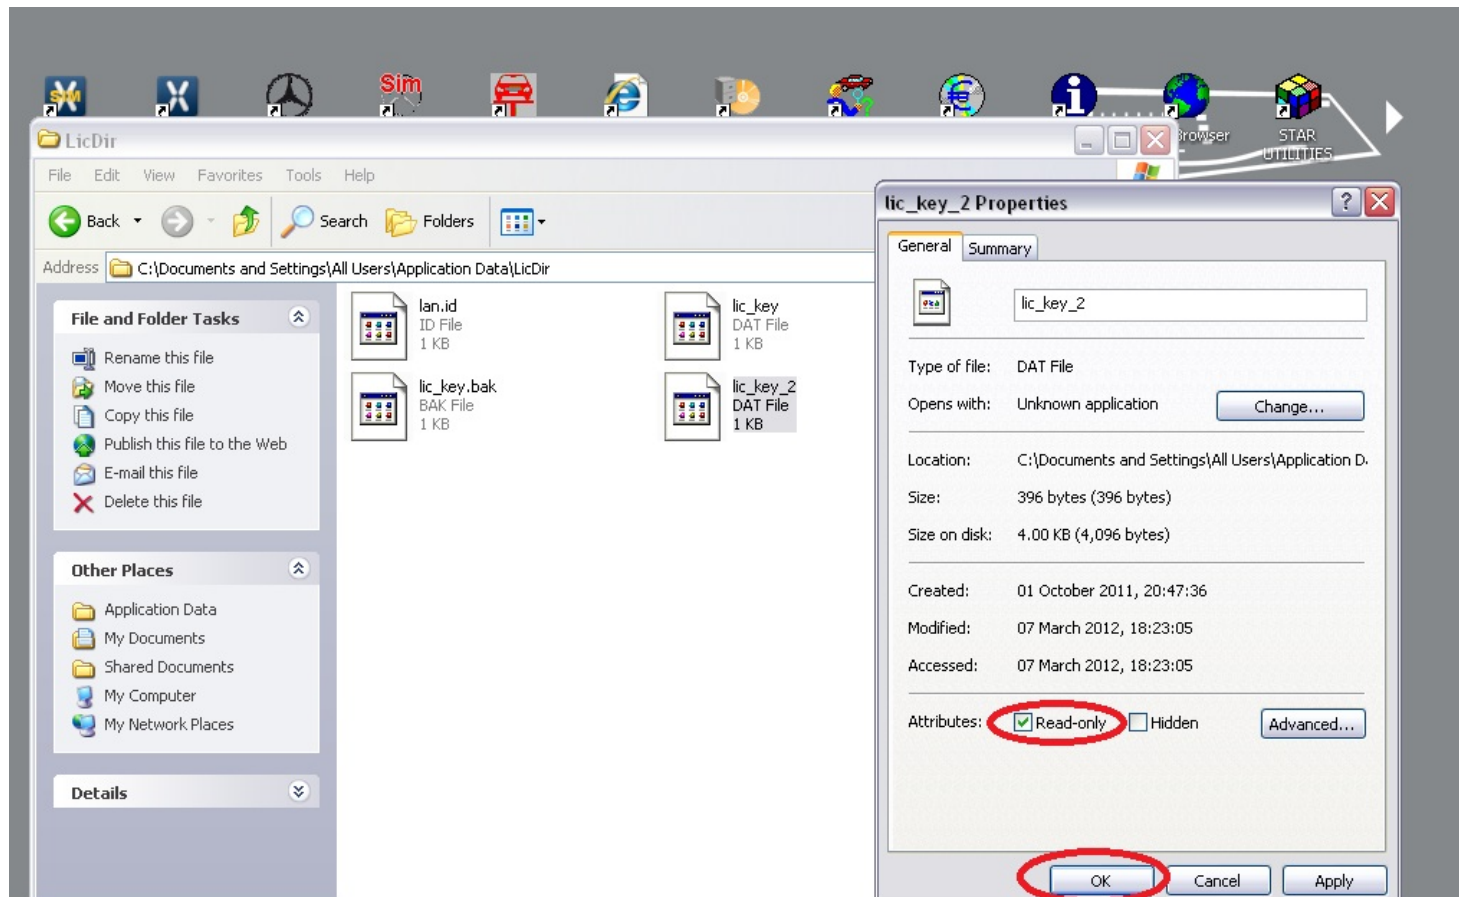 SIM
Sim
Browser
STAR
UTILITIES
LicDir
File Edit View Favorites Tools Help
Back Search Folders
Address C:\Documents and Settings\All Users\Application Data\LicDir
File and Folder Tasks
Rename this file
Move this file
Copy this file
Publish this file to the Web
E-mail this file
Delete this file
Other Places
Application Data
My Documents
Shared Documents
My Computer
My Network Places
Details
lan.id
ID File
1 KB
lic_key
DAT File
1 KB
lic_key.bak
BAK File
1 KB
lic_key_2
DAT File
1 KB
lic_key_2 Properties
General Summary
lic_key_2
Type of file: DAT File
Opens with: Unknown application Change...
Location: C:\Documents and Settings\All Users\Application D
Size: 396 bytes (396 bytes)
Size on disk: 4.00 KB (4,096 bytes)
Created: 01 October 2011, 20:47:36
Modified: 07 March 2012, 18:23:05
Accessed: 07 March 2012, 18:23:05
Attributes: Read-only Hidden Advanced...
OK Cancel Apply